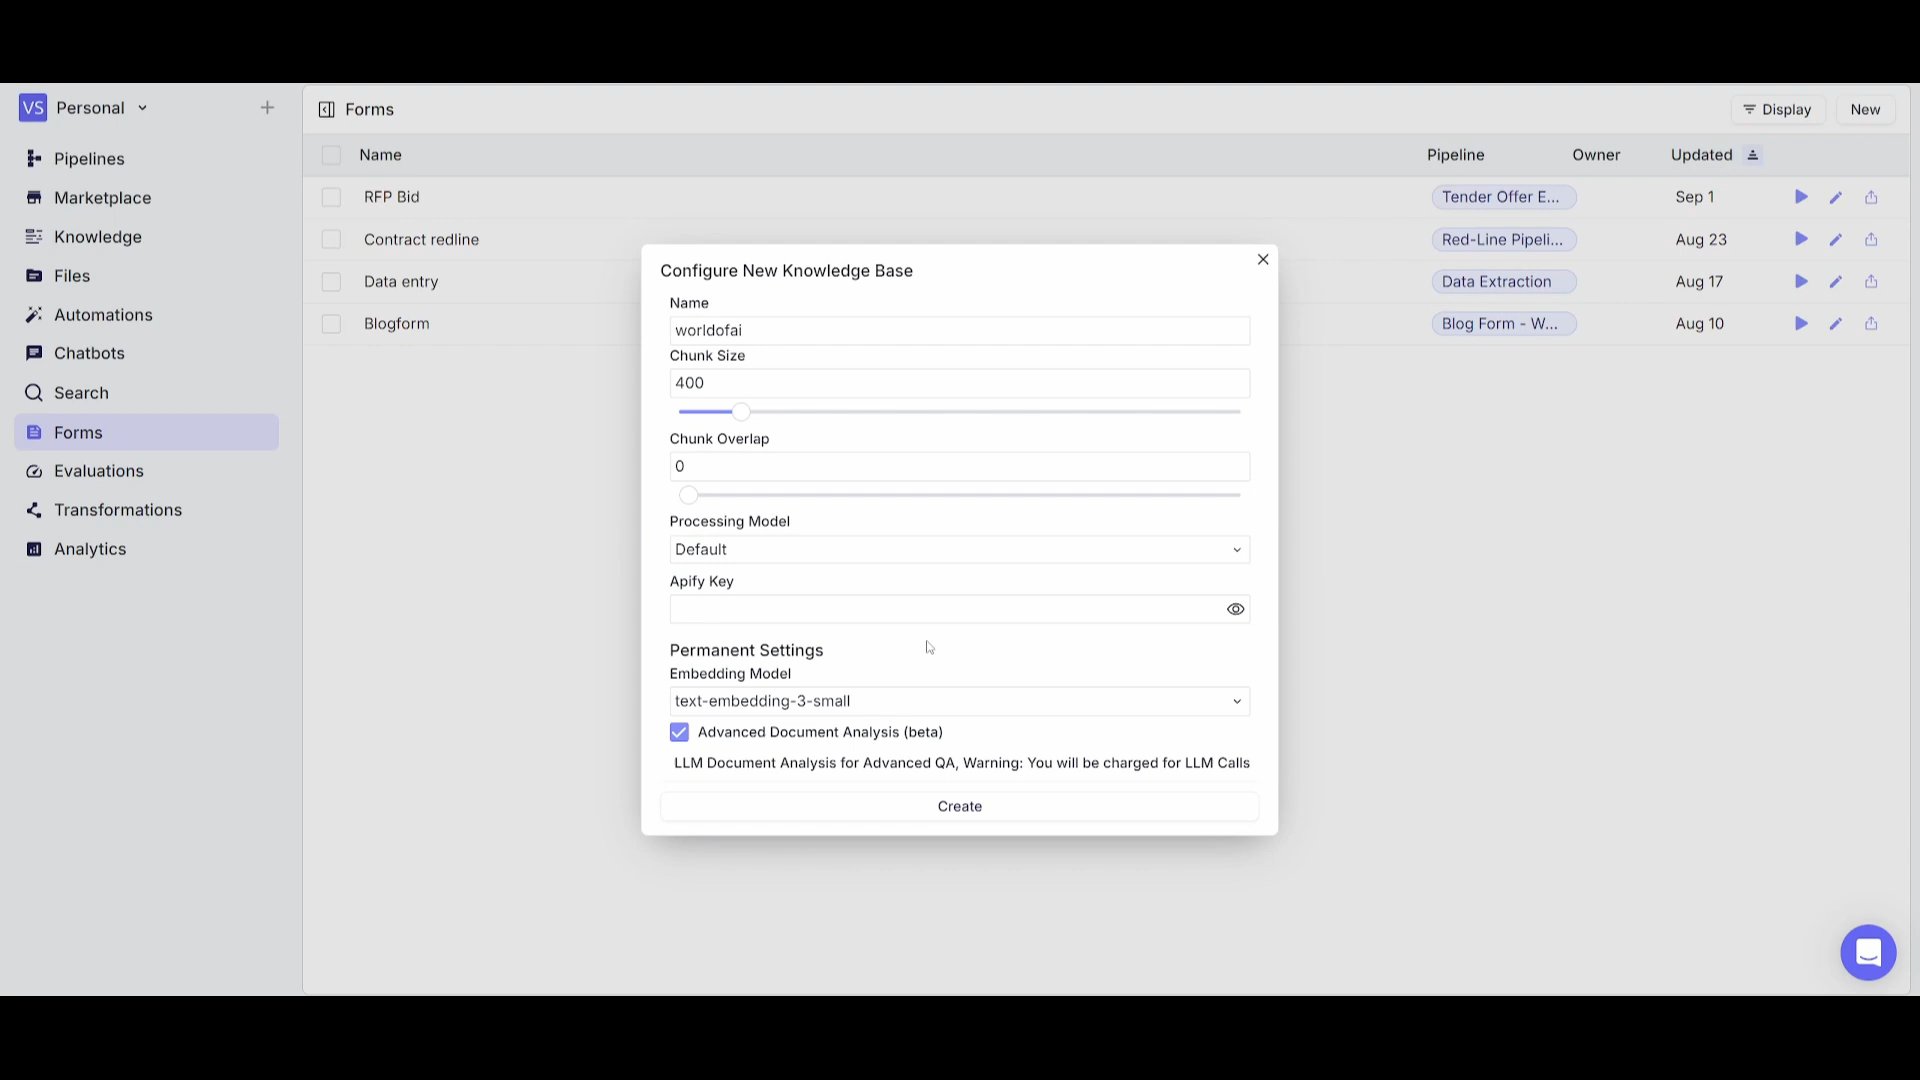 VS Personal
Pipelines
Marketplace
Knowledge
Files
Automations
Chatbots
Search
Forms
Evaluations
Transformations
Analytics
Forms
Display
New
Name
Pipeline
Owner
Updated
RFP Bid
Tender Offer E...
Sep 1
Contract redline
Red-Line Pipeli...
Aug 23
Data entry
Data Extraction
Aug 17
Blogform
Blog Form - W...
Aug 10
Configure New Knowledge Base
Name
worldofai
Chunk Size
400
Chunk Overlap
0
Processing Model
Default
Apify Key
Permanent Settings
Embedding Model
text-embedding-3-small
Advanced Document Analysis (beta)
LLM Document Analysis for Advanced QA, Warning: You will be charged for LLM Calls
Create